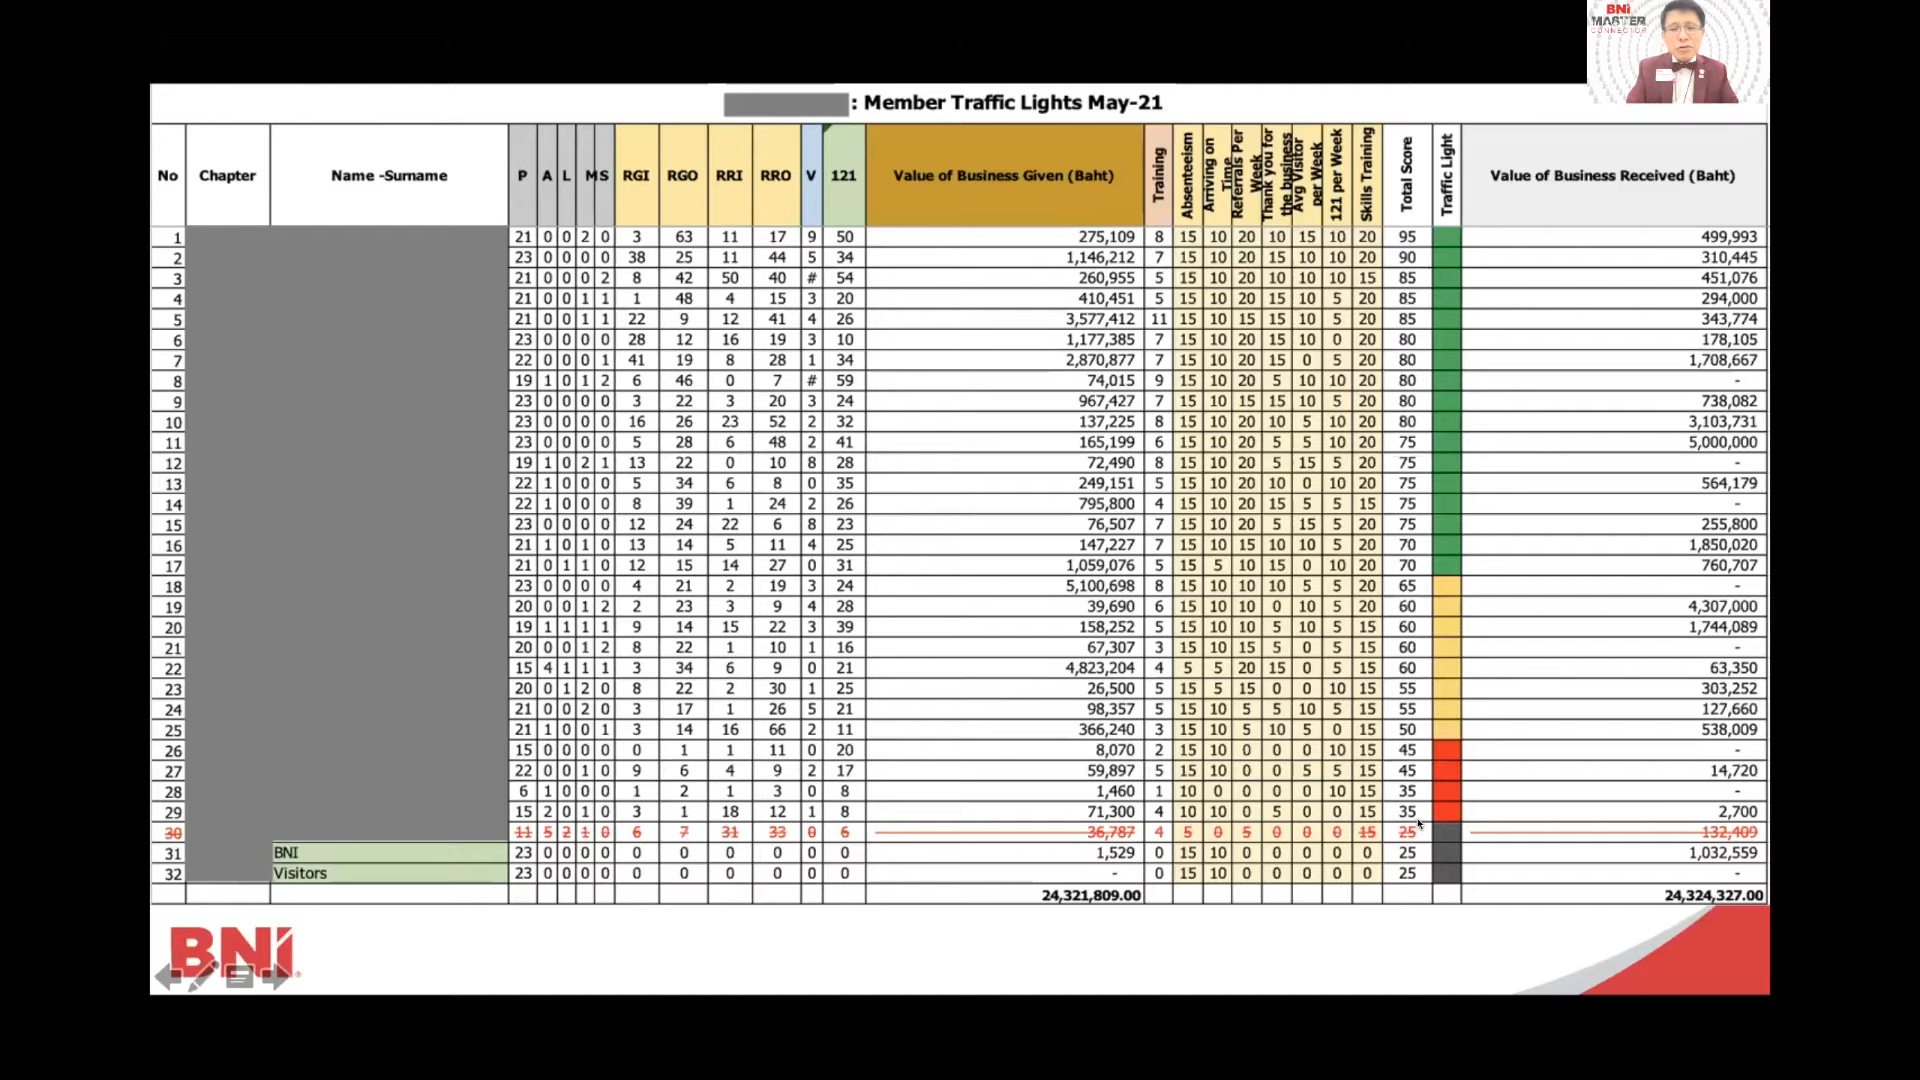 BNI
MASTER
CONNECTOR
: Member Traffic Lights May-21
No Chapter Name -Surname P A L M S RGI RGO RRI RRO V 121 Value of Business Given (Baht) Training Absenteeism Arriving on Time Referrals Per Week Thank you for the business Avg Visitor per Week 121 per Week Skills Training Total Score Traffic Light Value of Business Received (Baht)
1 21 0 0 2 0 3 63 11 17 9 50 275,109 8 15 10 20 10 15 10 20 95 499,993
2 23 0 0 0 0 38 25 11 44 5 34 1,146,212 7 15 10 20 15 10 10 20 90 310,445
3 21 0 0 0 2 8 42 50 40 # 54 260,955 5 15 10 20 10 10 10 15 85 451,076
4 21 0 0 1 1 1 48 4 15 3 20 410,451 5 15 10 20 15 10 5 20 85 294,000
5 21 0 0 1 1 22 9 12 41 4 26 3,577,412 11 15 10 15 15 10 5 20 85 343,774
6 23 0 0 0 0 28 12 16 19 3 10 1,177,385 7 15 10 20 15 10 0 20 80 178,105
7 22 0 0 0 1 41 19 8 28 1 34 2,870,877 7 15 10 20 15 0 5 20 80 1,708,667
8 19 1 0 1 2 6 46 0 7 # 59 74,015 9 15 10 20 5 10 10 20 80 -
9 23 0 0 0 0 3 22 3 20 3 24 967,427 7 15 10 15 15 10 5 20 80 738,082
10 23 0 0 0 0 16 26 23 52 2 32 137,225 8 15 10 20 10 5 10 20 80 3,103,731
11 23 0 0 0 0 5 28 6 48 2 41 165,199 6 15 10 20 5 5 10 20 75 5,000,000
12 19 1 0 2 1 13 22 0 10 8 28 72,490 8 15 10 20 5 15 5 20 75 -
13 22 1 0 0 0 5 34 6 8 0 35 249,151 5 15 10 20 10 0 10 20 75 564,179
14 22 1 0 0 0 8 39 1 24 2 26 795,800 4 15 10 20 15 5 5 15 75 -
15 23 0 0 0 0 12 24 22 6 8 23 76,507 7 15 10 20 5 15 5 20 75 255,800
16 21 1 0 1 0 13 14 5 11 4 25 147,227 7 15 10 15 10 10 5 20 70 1,850,020
17 21 0 1 1 0 12 15 14 27 0 31 1,059,076 5 15 5 10 15 0 10 20 70 760,707
18 23 0 0 0 0 4 21 2 19 3 24 5,100,698 8 15 10 10 10 5 5 20 65 -
19 20 0 0 1 2 2 23 3 9 4 28 39,690 6 15 10 10 0 10 5 20 60 4,307,000
20 19 1 1 1 1 9 14 15 22 3 39 158,252 5 15 10 10 5 10 5 15 60 1,744,089
21 20 0 0 1 2 8 22 1 10 1 16 67,307 3 15 10 15 5 0 5 15 60 -
22 15 4 1 1 1 3 34 6 9 0 21 4,823,204 4 5 5 20 15 0 5 15 60 63,350
23 20 0 1 2 0 8 22 2 30 1 25 26,500 5 15 5 15 0 0 10 15 55 303,252
24 21 0 0 2 0 3 17 1 26 5 21 98,357 5 15 10 5 5 10 5 15 55 127,660
25 21 1 0 0 1 3 14 16 66 2 11 366,240 3 15 10 5 10 5 0 15 50 538,009
26 15 0 0 0 0 0 1 1 11 0 20 8,070 2 15 10 0 0 0 10 15 45 -
27 22 0 0 1 0 9 6 4 9 2 17 59,897 5 15 10 0 0 5 5 15 45 14,720
28 6 1 0 0 0 1 2 1 3 0 8 1,460 1 10 0 0 0 0 10 15 35 -
29 15 2 0 1 0 3 1 18 12 1 8 71,300 4 10 10 0 5 0 0 15 35 2,700
30 11 5 2 1 0 6 7 31 33 0 6 36,787 4 5 0 5 0 0 0 15 25 132,409
31 BNI 23 0 0 0 0 0 0 0 0 0 0 1,529 0 15 10 0 0 0 0 0 25 1,032,559
32 Visitors 23 0 0 0 0 0 0 0 0 0 0 - 0 15 10 0 0 0 0 0 25 -
24,321,809.00 24,324,327.00
BNI